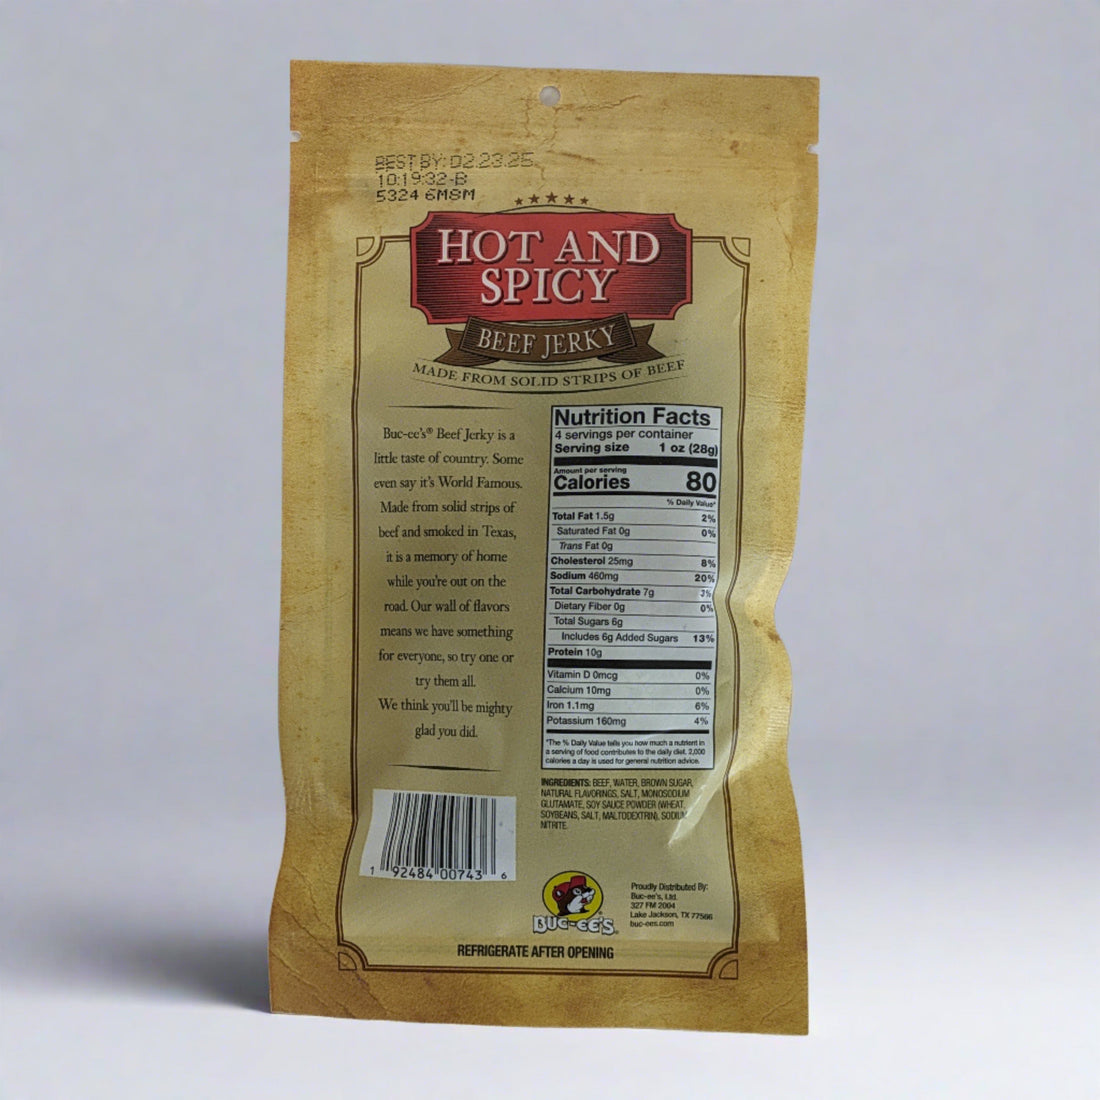 BEST BY: 02.23.25
10:19:32-B
5324 6M8M
HOT AND
SPICY
BEEF JERKY
MADE FROM SOLID STRIPS OF BEEF
Buc-ee's® Beef Jerky is a
little taste of country. Some
even say it's World Famous.
Made from solid strips of
beef and smoked in Texas,
it is a memory of home
while you're out on the
road. Our wall of flavors
means we have something
for everyone, so try one or
try them all.
We think you'll be mighty
glad you did.
Nutrition Facts
4 servings per container
Serving size 1 oz (28g)
Amount per serving
Calories 80
% Daily Value*
Total Fat 1.5g 2%
Saturated Fat 0g 0%
Trans Fat 0g
Cholesterol 25mg 8%
Sodium 460mg 20%
Total Carbohydrate 7g 3%
Dietary Fiber 0g 0%
Total Sugars 6g
Includes 6g Added Sugars 13%
Protein 10g
Vitamin D 0mcg 0%
Calcium 10mg 0%
Iron 1.1mg 6%
Potassium 160mg 4%
*The % Daily Value tells you how much a nutrient in
a serving of food contributes to the daily diet. 2,000
calories a day is used for general nutrition advice.
INGREDIENTS: BEEF, WATER, BROWN SUGAR,
NATURAL FLAVORINGS, SALT, MONOSODIUM
GLUTAMATE, SOY SAUCE POWDER (WHEAT,
SOYBEANS, SALT, MALTODEXTRIN), SODIUM
NITRITE.
1 92484 00743 6
BUC-EE'S®
Proudly Distributed By:
Buc-ee's, Ltd.
327 FM 2004
Lake Jackson, TX 77566
buc-ees.com
REFRIGERATE AFTER OPENING